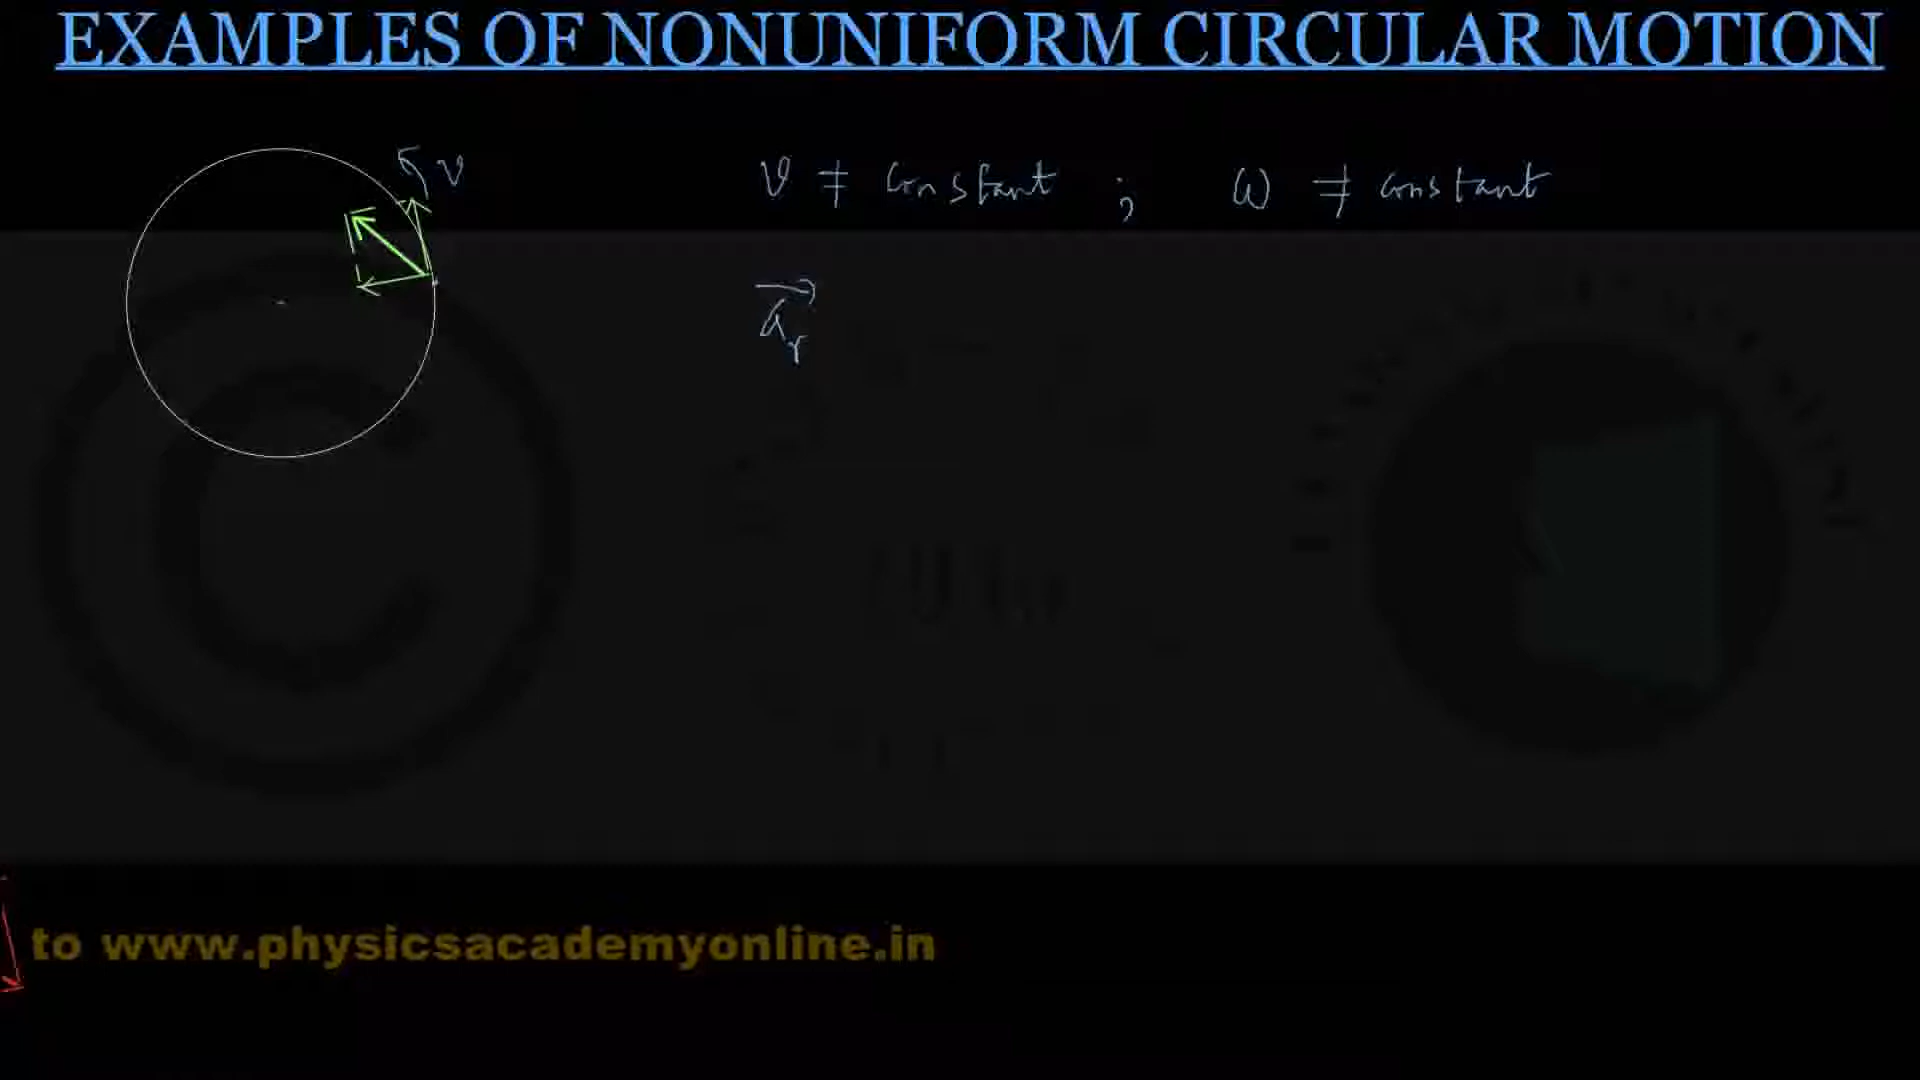 EXAMPLES OF NONUNIFORM CIRCULAR MOTION
v
v ≠ constant ; ω ≠ constant
a⃗r
to www.physicsacademyonline.in